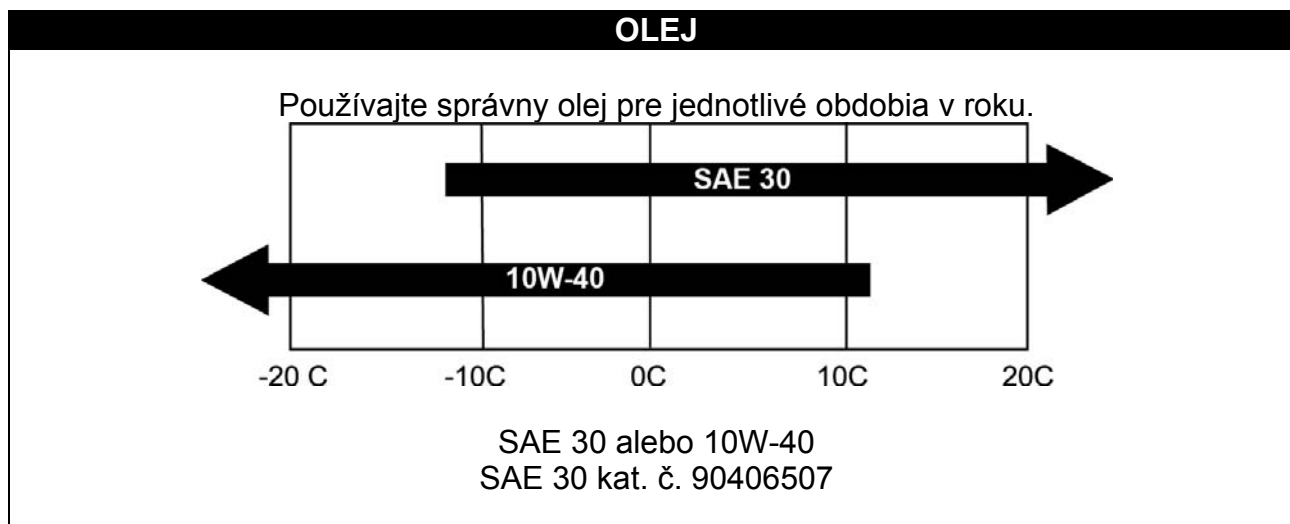 OLEJ
Používajte správny olej pre jednotlivé obdobia v roku.
SAE 30
10W-40
-20 C -10C 0C 10C 20C
SAE 30 alebo 10W-40
SAE 30 kat. č. 90406507